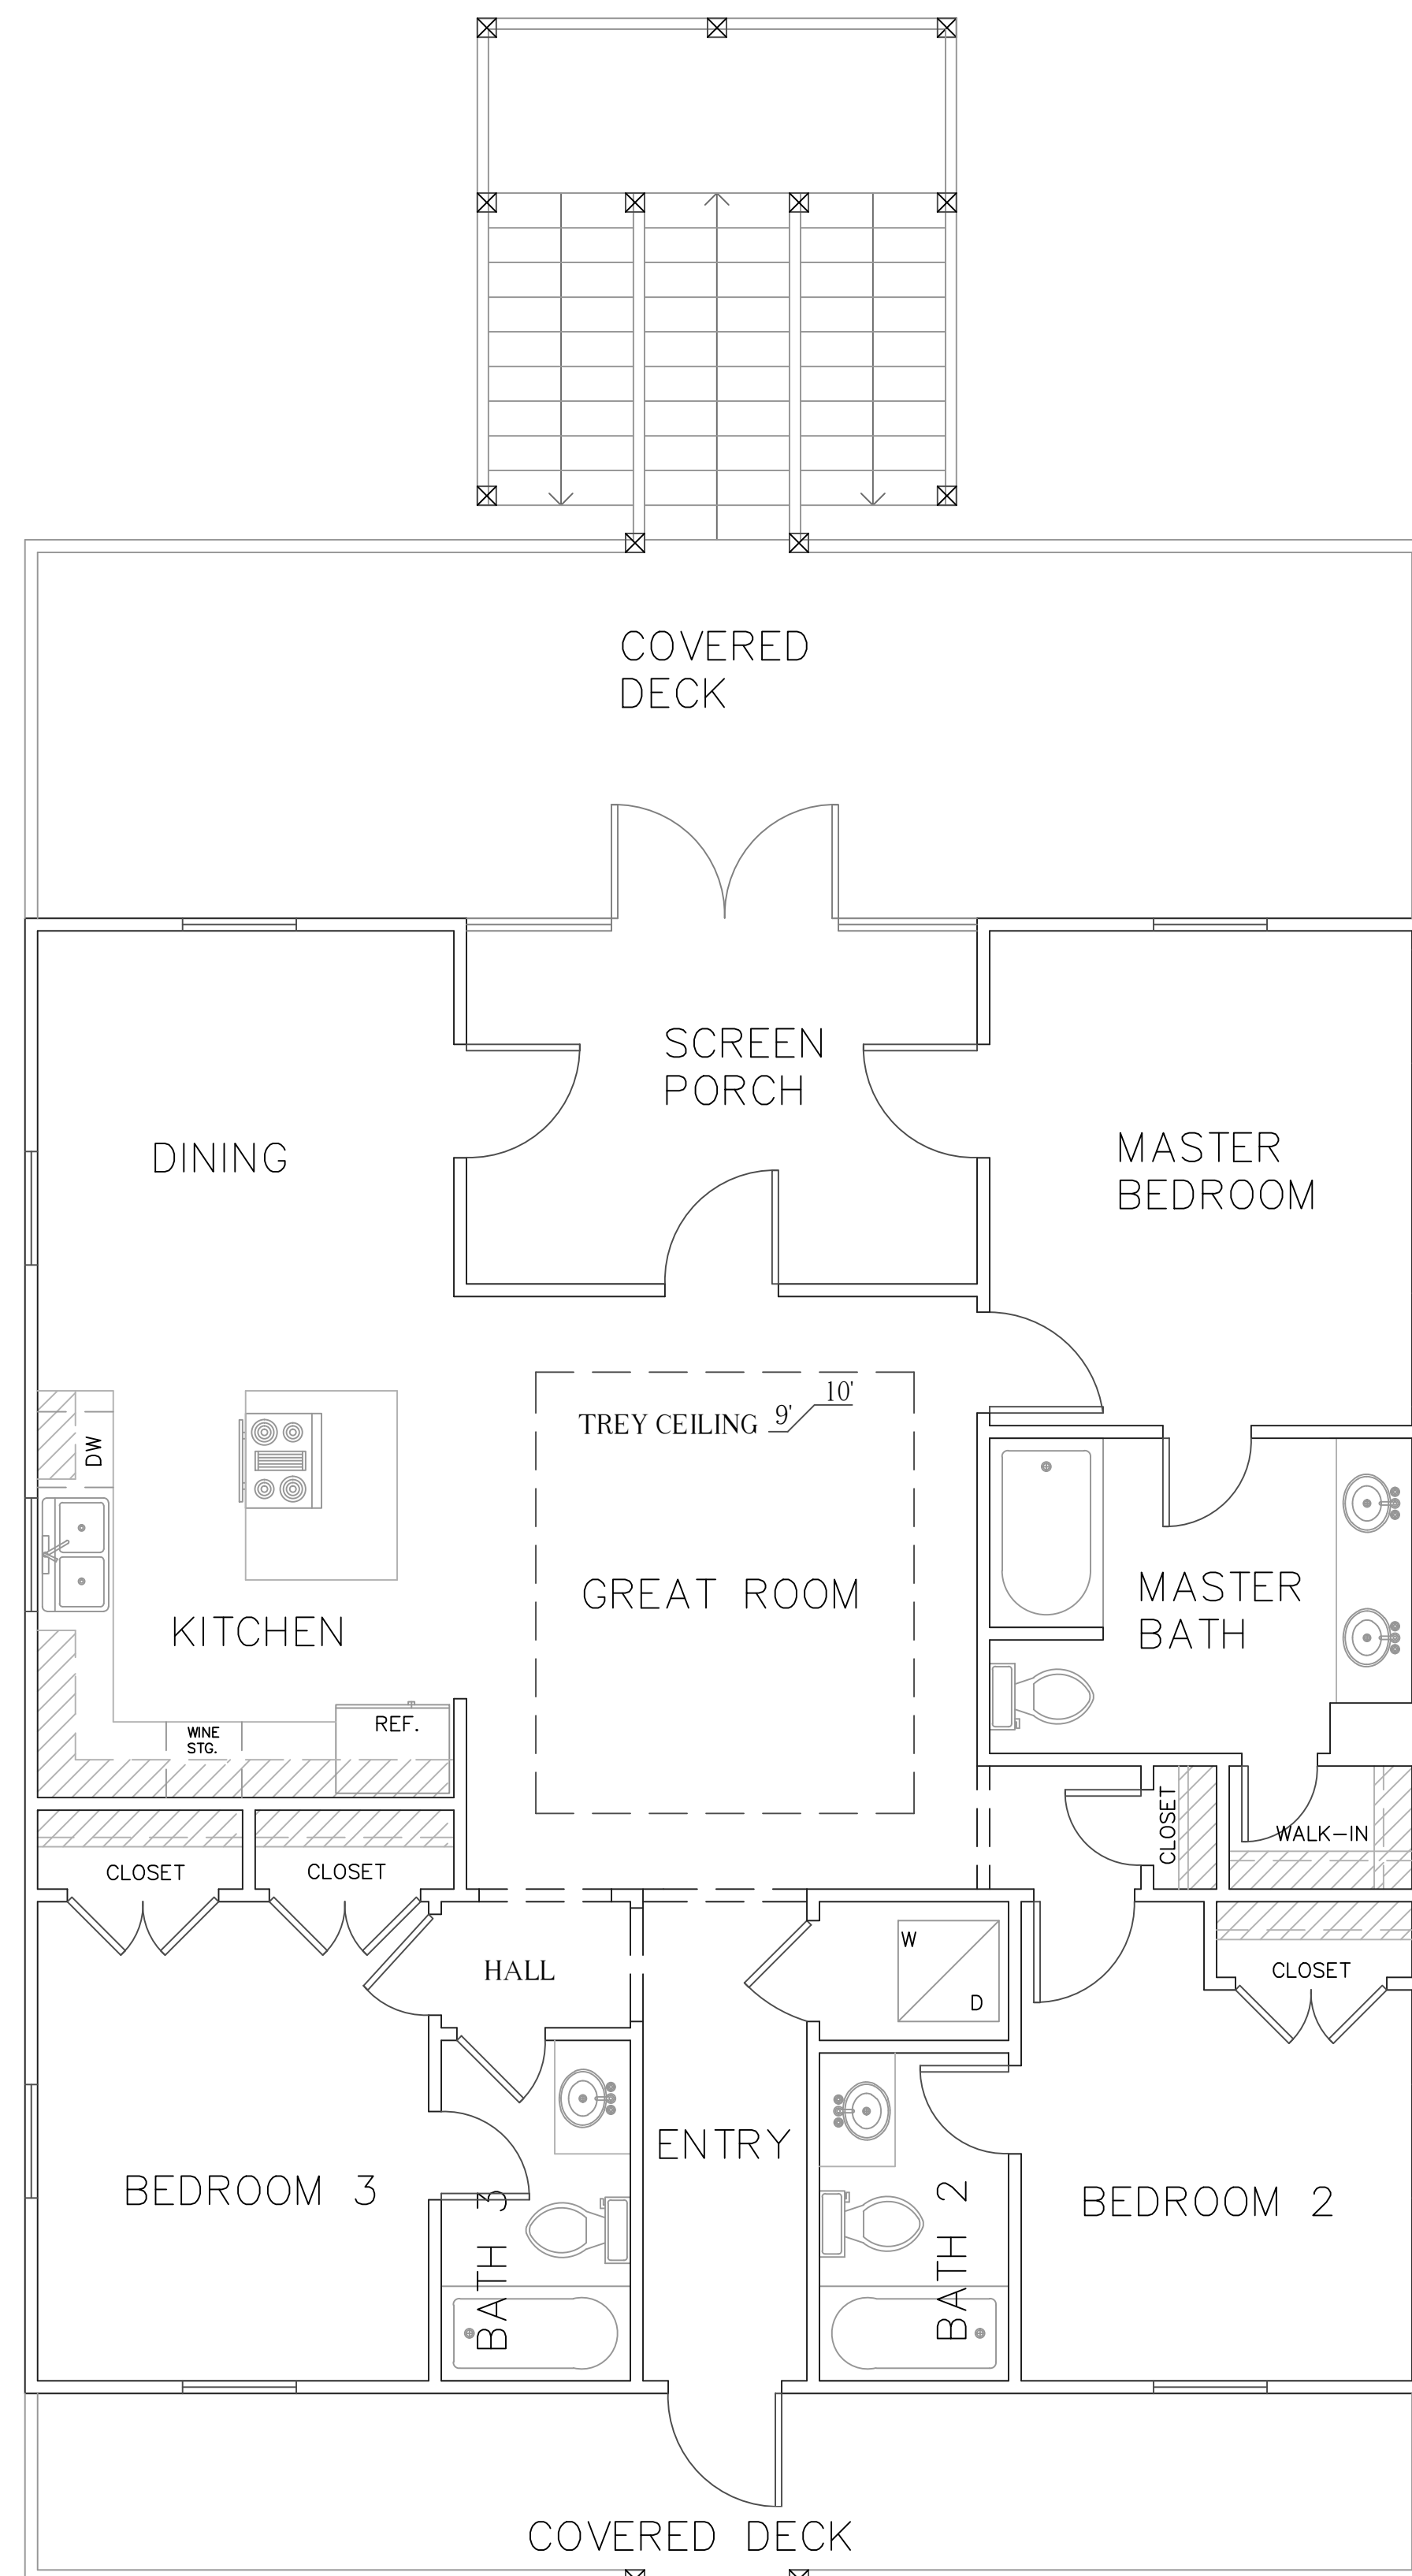 COVERED
DECK
SCREEN
PORCH
DINING
MASTER
BEDROOM
TREY CEILING 9' 10'
DW
GREAT ROOM
MASTER
BATH
KITCHEN
WINE
STG.
REF.
CLOSET
WALK-IN
CLOSET
CLOSET
HALL
W
D
CLOSET
ENTRY
BEDROOM 3
BATH 3
BATH 2
BEDROOM 2
COVERED DECK